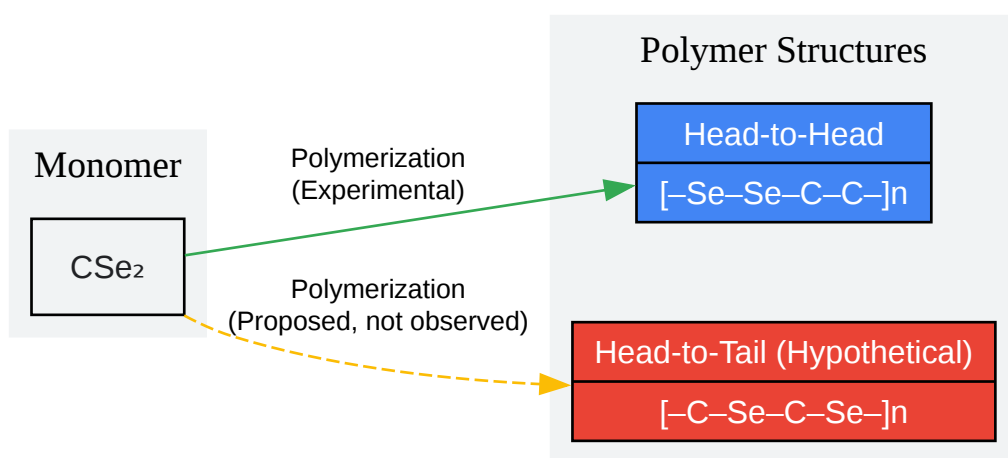 Polymer Structures
Head-to-Head
[–Se–Se–C–C–]n
Monomer
CSe₂
Polymerization
(Experimental)
Polymerization
(Proposed, not observed)
Head-to-Tail (Hypothetical)
[–C–Se–C–Se–]n